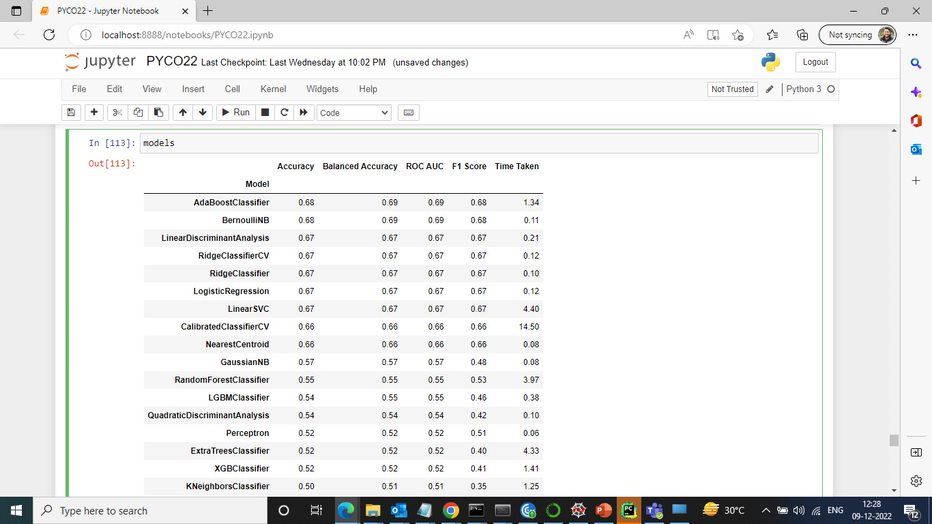 PYCO22 - Jupyter Notebook
localhost:8888/notebooks/PYCO22.ipynb
Not syncing
jupyter PYCO22 Last Checkpoint: Last Wednesday at 10:02 PM (unsaved changes)
Logout
File Edit View Insert Cell Kernel Widgets Help
Not Trusted
Python 3
Run
Code
In [113]: models
Out[113]:
Accuracy Balanced Accuracy ROC AUC F1 Score Time Taken
Model
AdaBoostClassifier 0.68 0.69 0.69 0.68 1.34
BernoulliNB 0.68 0.69 0.69 0.68 0.11
LinearDiscriminantAnalysis 0.67 0.67 0.67 0.67 0.21
RidgeClassifierCV 0.67 0.67 0.67 0.67 0.12
RidgeClassifier 0.67 0.67 0.67 0.67 0.10
LogisticRegression 0.67 0.67 0.67 0.67 0.12
LinearSVC 0.67 0.67 0.67 0.67 4.40
CalibratedClassifierCV 0.66 0.66 0.66 0.66 14.50
NearestCentroid 0.66 0.66 0.66 0.66 0.08
GaussianNB 0.57 0.57 0.57 0.48 0.08
RandomForestClassifier 0.55 0.55 0.55 0.53 3.97
LGBMClassifier 0.54 0.55 0.55 0.46 0.38
QuadraticDiscriminantAnalysis 0.54 0.54 0.54 0.42 0.10
Perceptron 0.52 0.52 0.52 0.51 0.06
ExtraTreesClassifier 0.52 0.52 0.52 0.40 4.33
XGBClassifier 0.52 0.52 0.52 0.41 1.41
KNeighborsClassifier 0.50 0.51 0.51 0.35 1.25
Type here to search
30°C
ENG
12:28
09-12-2022
12